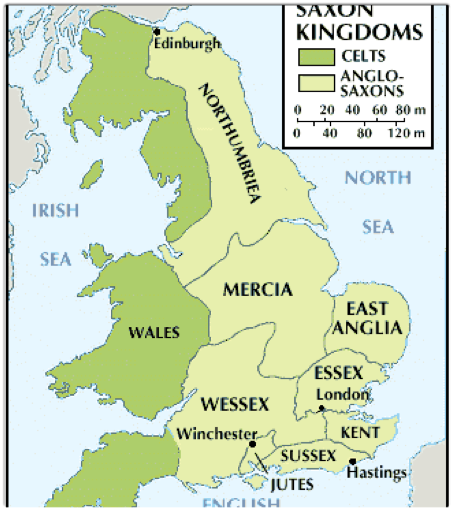 SAXON
KINGDOMS
CELTS
ANGLO-
SAXONS
0 20 40 60 80 m
0 40 80 120 m
Edinburgh
NORTHUMBRIEA
NORTH
SEA
IRISH
SEA
MERCIA
EAST
ANGLIA
WALES
ESSEX
London
WESSEX
KENT
Winchester
SUSSEX
Hastings
JUTES
ENGLISH